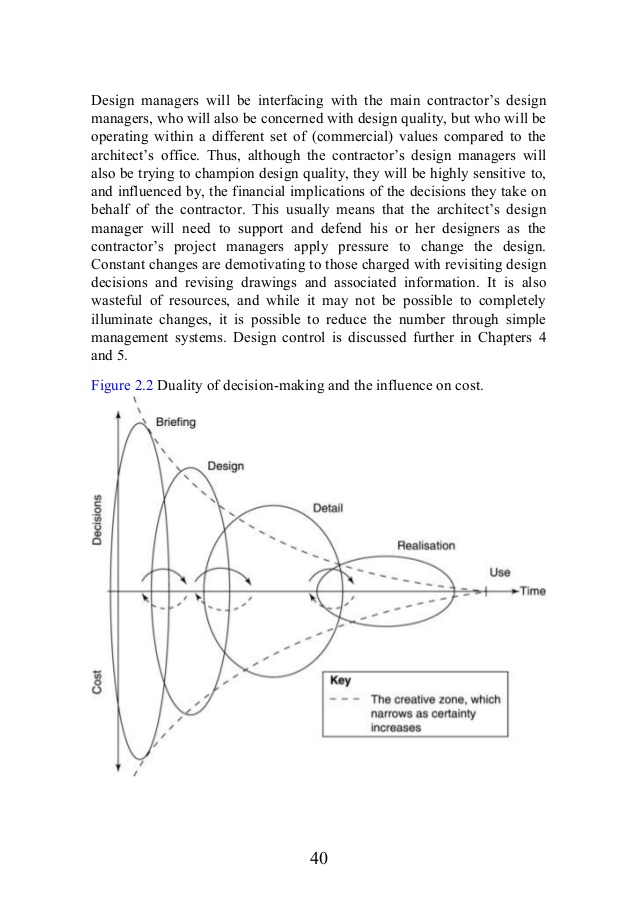 Design managers will be interfacing with the main contractor's design
managers, who will also be concerned with design quality, but who will be
operating within a different set of (commercial) values compared to the
architect's office. Thus, although the contractor's design managers will
also be trying to champion design quality, they will be highly sensitive to,
and influenced by, the financial implications of the decisions they take on
behalf of the contractor. This usually means that the architect's design
manager will need to support and defend his or her designers as the
contractor's project managers apply pressure to change the design.
Constant changes are demotivating to those charged with revisiting design
decisions and revising drawings and associated information. It is also
wasteful of resources, and while it may not be possible to completely
illuminate changes, it is possible to reduce the number through simple
management systems. Design control is discussed further in Chapters 4
and 5.
Figure 2.2 Duality of decision-making and the influence on cost.
Briefing
Design
Detail
Decisions
Realisation
Use
Time
Cost
Key
The creative zone, which
narrows as certainty
increases
40